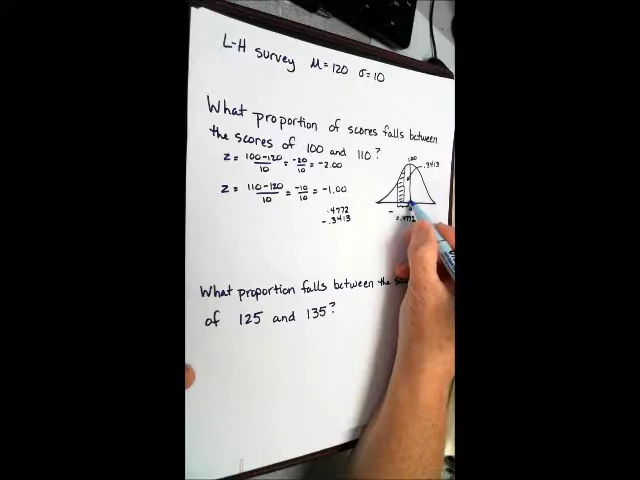 L-H survey μ=120 σ=10
What proportion of scores falls between
the scores of 100 and 110?
z = 100-120/10 = -20/10 = -2.00
z = 110-120/10 = -10/10 = -1.00
.4772
- .3413
.3413
-
= .4772
What proportion falls between the
of 125 and 135?